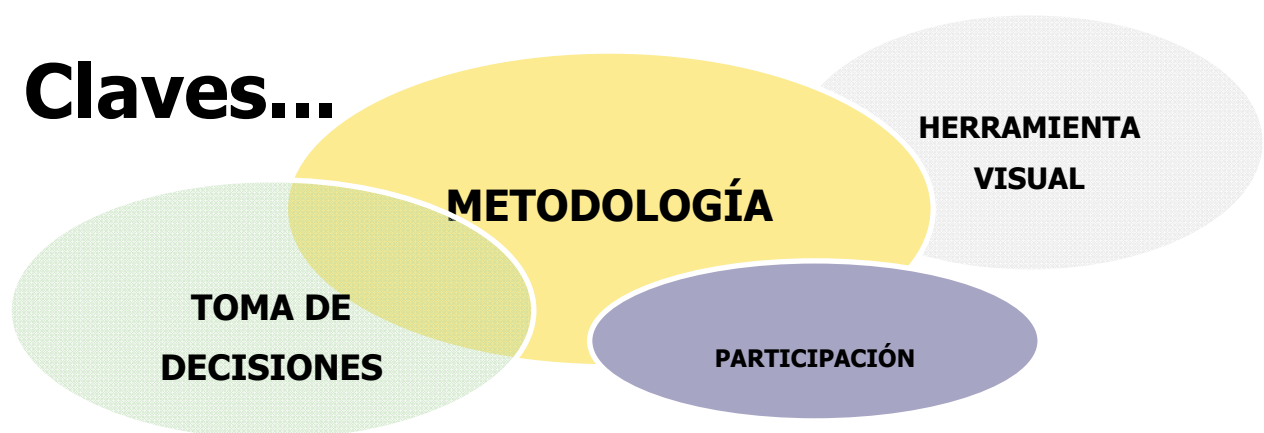 Claves...
HERRAMIENTA
VISUAL
METODOLOGÍA
TOMA DE
DECISIONES
PARTICIPACIÓN